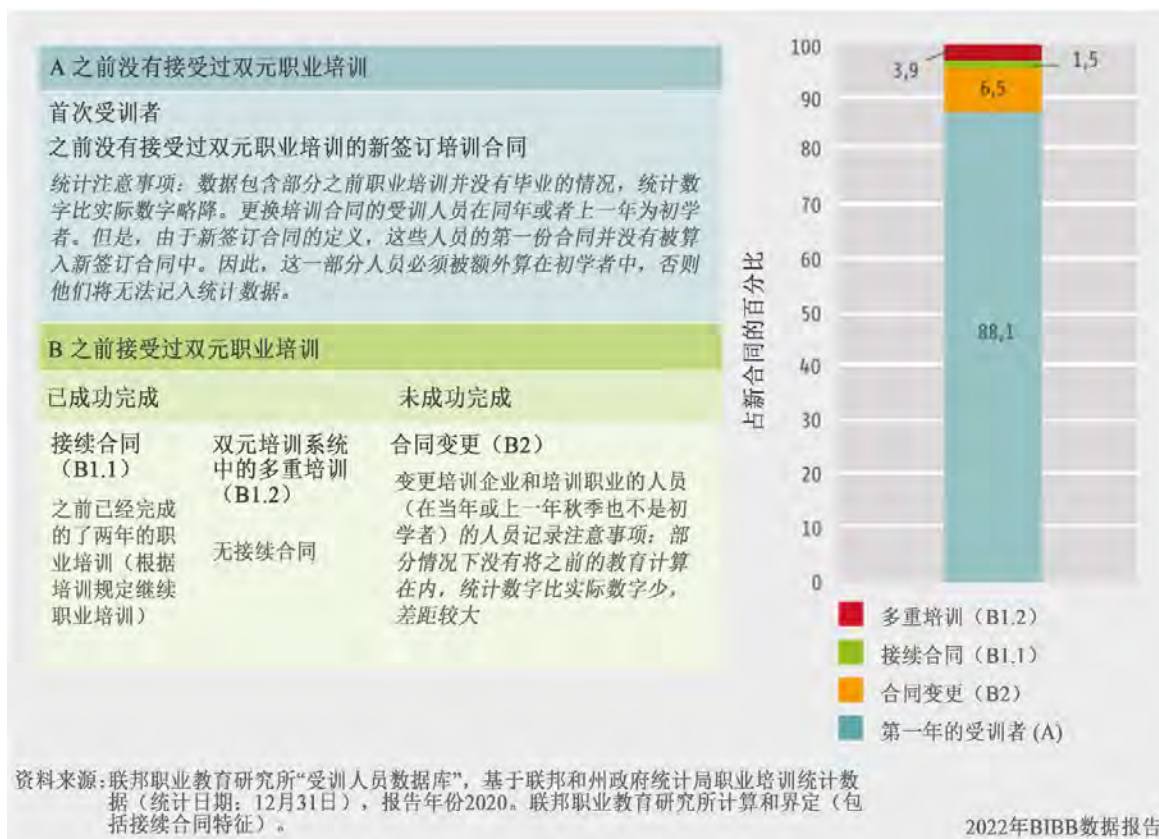 A 之前没有接受过双元职业培训
首次受训者
之前没有接受过双元职业培训的新签订培训合同
统计注意事项：数据包含部分之前职业培训并没有毕业的情况，统计数
字比实际数字略降。更换培训合同的受训人员在同年或者上一年为初学
者。但是，由于新签订合同的定义，这些人员的第一份合同并没有被算
入新签订合同中。因此，这一部分人员必须被额外算在初学者中，否则
他们将无法记入统计数据。
B 之前接受过双元职业培训
已成功完成
未成功完成
接续合同
（B1.1）
之前已经完成
的了两年的职
业培训（根据
培训规定继续
职业培训）
双元培训系统
中的多重培训
（B1.2）
无接续合同
合同变更（B2）
变更培训企业和培训职业的人员
（在当年或上一年秋季也不是初
学者）的人员记录注意事项：部
分情况下没有将之前的教育计算
在内，统计数字比实际数字少，
差距较大
占新合同的百分比
100
90
80
70
60
50
40
30
20
10
0
3,9
1,5
6,5
88,1
多重培训（B1.2）
接续合同（B1.1）
合同变更（B2）
第一年的受训者 (A)
资料来源:联邦职业教育研究所“受训人员数据库”，基于联邦和州政府统计局职业培训统计数
据（统计日期：12月31日），报告年份2020。联邦职业教育研究所计算和界定（包
括接续合同特征）。
2022年BIBB数据报告